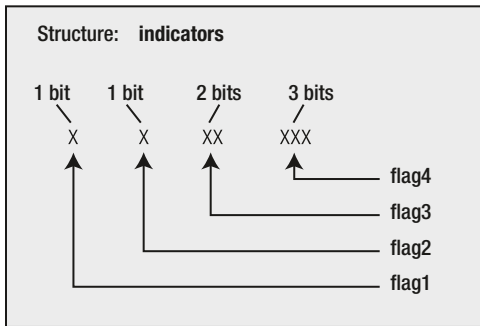 Structure: indicators
1 bit 1 bit 2 bits 3 bits
X X XX XXX
flag4
flag3
flag2
flag1